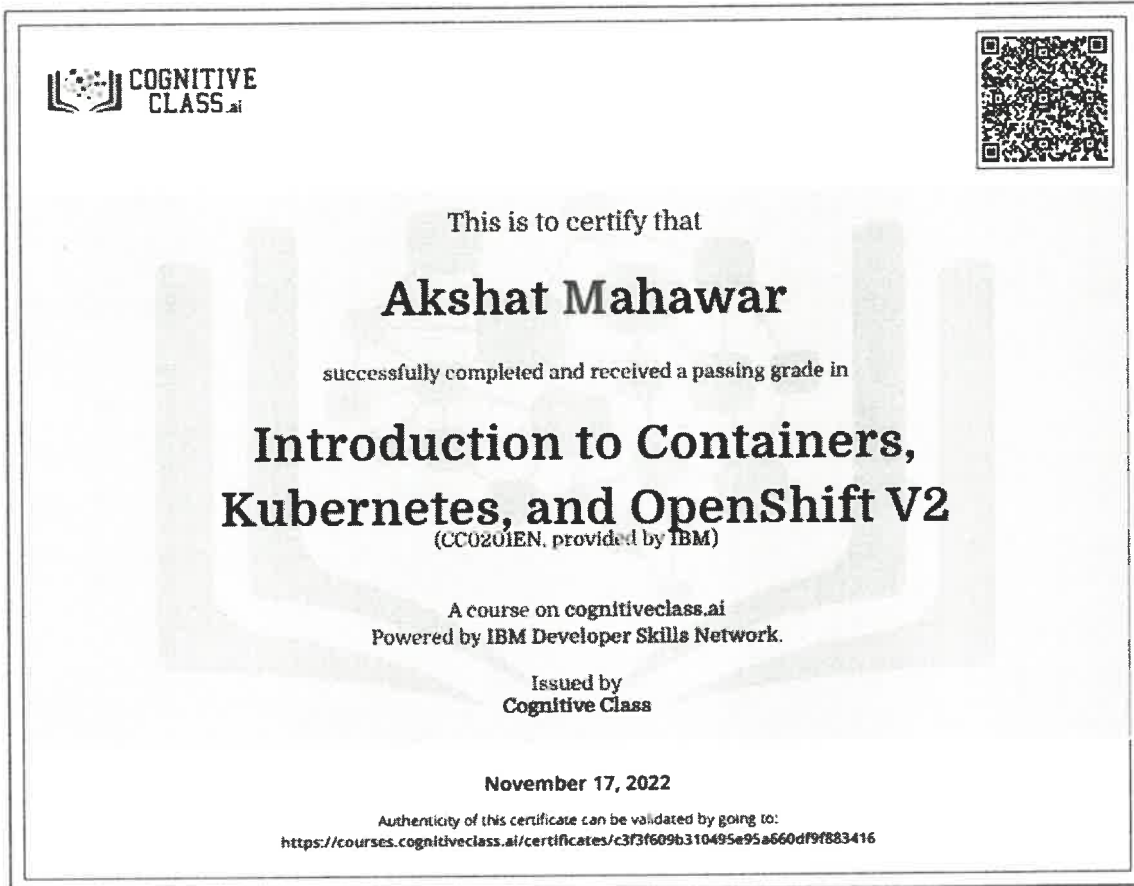 COGNITIVE
CLASS.ai
This is to certify that
Akshat Mahawar
successfully completed and received a passing grade in
Introduction to Containers,
Kubernetes, and OpenShift V2
(CC0201EN, provided by IBM)
A course on cognitiveclass.ai
Powered by IBM Developer Skills Network.
Issued by
Cognitive Class
November 17, 2022
Authenticity of this certificate can be validated by going to:
https://courses.cognitiveclass.ai/certificates/c3f3f609b310495e95a660df9f883416